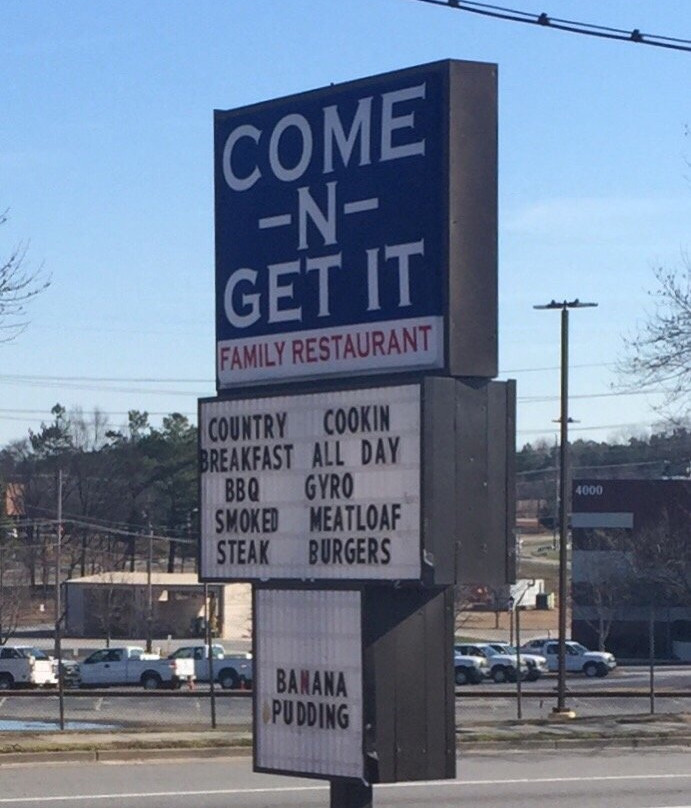 COME
-N-
GET IT
FAMILY RESTAURANT
COUNTRY COOKIN
BREAKFAST ALL DAY
BBQ GYRO
SMOKED MEATLOAF
STEAK BURGERS
BANANA
PUDDING
4000